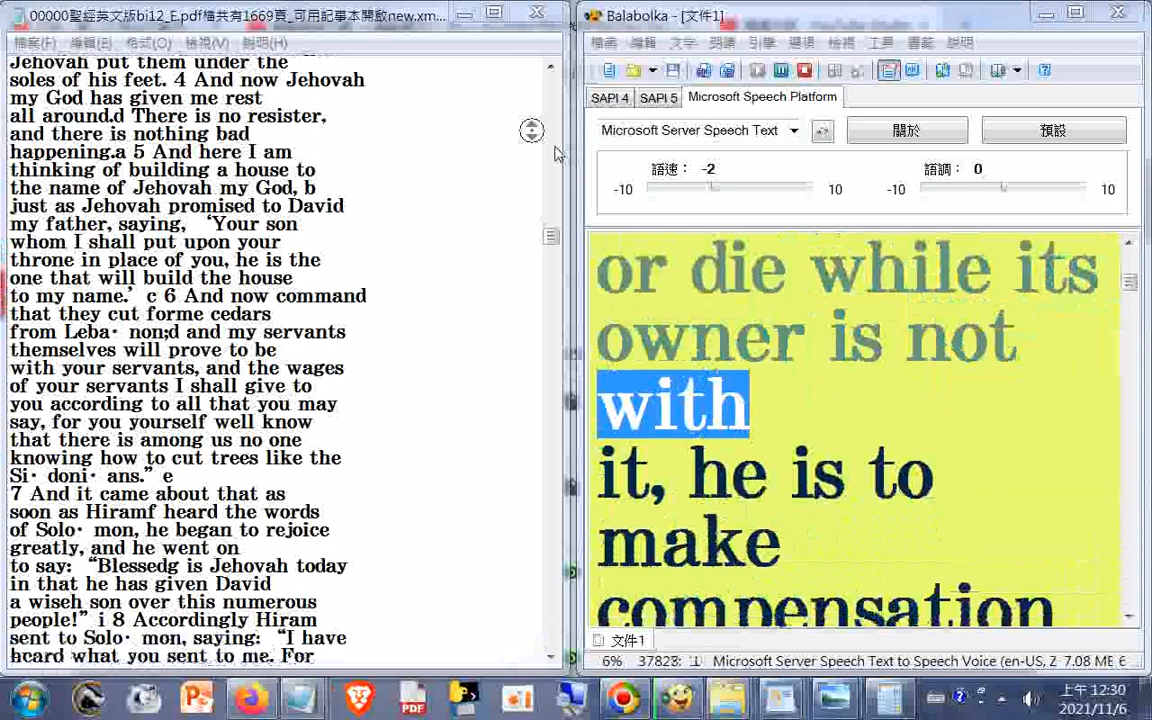 00000聖經英文版bi12_E.pdf檔共有1669頁_可用記事本開啟new.xm...
檔案(F) 編輯(E) 格式(O) 檢視(V) 說明(H)
Jehovah put them under the
soles of his feet. 4 And now Jehovah
my God has given me rest
all around.d There is no resister,
and there is nothing bad
happening.a 5 And here I am
thinking of building a house to
the name of Jehovah my God, b
just as Jehovah promised to David
my father, saying, ‘Your son
whom I shall put upon your
throne in place of you, he is the
one that will build the house
to my name.’ c 6 And now command
that they cut forme cedars
from Leba· non;d and my servants
themselves will prove to be
with your servants, and the wages
of your servants I shall give to
you according to all that you may
say, for you yourself well know
that there is among us no one
knowing how to cut trees like the
Si· doni· ans.” e
7 And it came about that as
soon as Hiramf heard the words
of Solo· mon, he began to rejoice
greatly, and he went on
to say: “Blessedg is Jehovah today
in that he has given David
a wiseh son over this numerous
people!” i 8 Accordingly Hiram
sent to Solo· mon, saying: “I have
heard what you sent to me. For
Balabolka - [文件1]
檔案 編輯 文字 朗讀 引擎 選項 檢視 工具 書籤 說明
SAPI 4 SAPI 5 Microsoft Speech Platform
Microsoft Server Speech Text 關於 預設
語速： -2 語調： 0
-10 10 -10 10
or die while its
owner is not
with
it, he is to
make
compensation
文件1
6% Microsoft Server Speech Text to Speech Voice (en-US, Z 7.08 MB 6
PDF
上午 12:30
2021/11/6